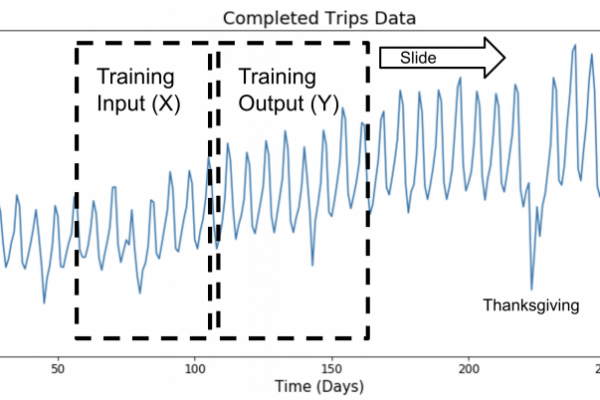 Completed Trips Data
Training
Input (X)
Training
Output (Y)
Slide
Thanksgiving
50
100
150
200
Time (Days)